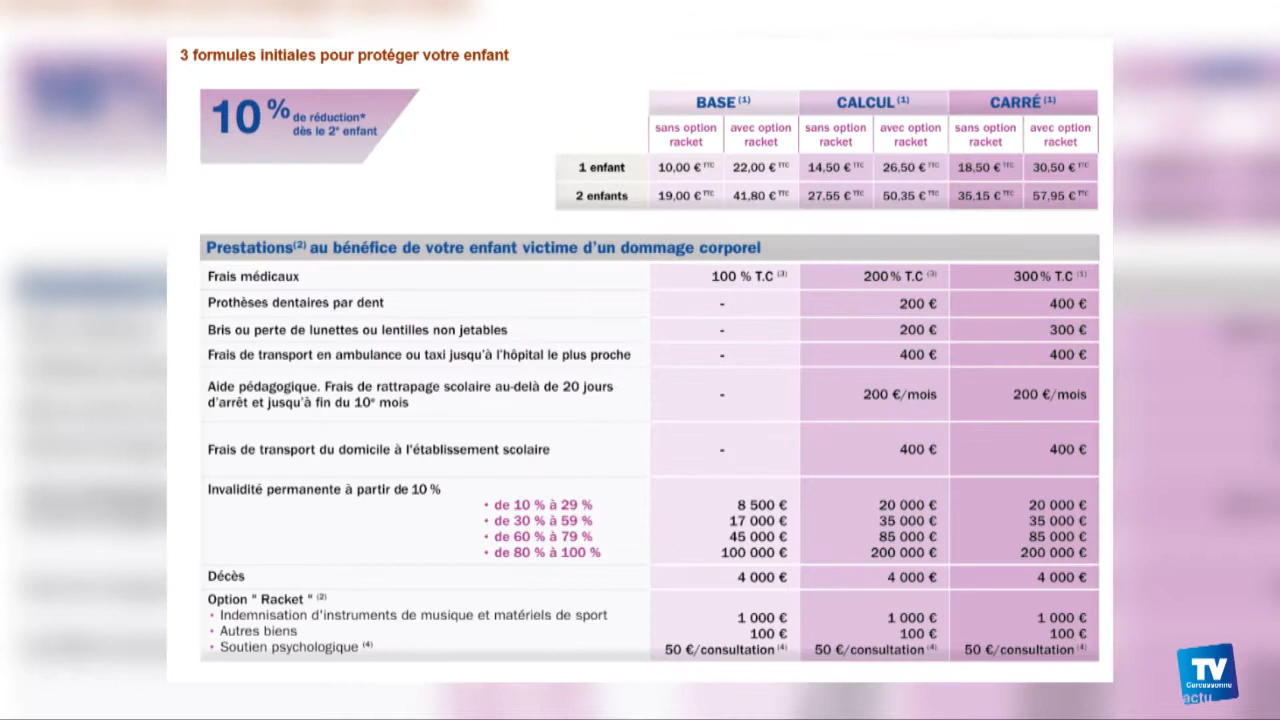 3 formules initiales pour protéger votre enfant
10 % de réduction*
dès le 2e enfant
BASE (1) CALCUL (1) CARRÉ (1)
sans option racket avec option racket sans option racket avec option racket sans option racket avec option racket
1 enfant 10,00 € TTC 22,00 € TTC 14,50 € TTC 26,50 € TTC 18,50 € TTC 30,50 € TTC
2 enfants 19,00 € TTC 41,80 € TTC 27,55 € TTC 50,35 € TTC 35,15 € TTC 57,95 € TTC
Prestations(2) au bénéfice de votre enfant victime d'un dommage corporel
Frais médicaux 100 % T.C (3) 200% T.C (3) 300% T.C (1)
Prothèses dentaires par dent - 200 € 400 €
Bris ou perte de lunettes ou lentilles non jetables - 200 € 300 €
Frais de transport en ambulance ou taxi jusqu'à l'hôpital le plus proche - 400 € 400 €
Aide pédagogique. Frais de rattrapage scolaire au-delà de 20 jours
d'arrêt et jusqu'à fin du 10e mois - 200 €/mois 200 €/mois
Frais de transport du domicile à l'établissement scolaire - 400 € 400 €
Invalidité permanente à partir de 10 %
• de 10 % à 29 % 8 500 € 20 000 € 20 000 €
• de 30 % à 59 % 17 000 € 35 000 € 35 000 €
• de 60 % à 79 % 45 000 € 85 000 € 85 000 €
• de 80 % à 100 % 100 000 € 200 000 € 200 000 €
Décès 4 000 € 4 000 € 4 000 €
Option " Racket " (2)
• Indemnisation d'instruments de musique et matériels de sport 1 000 € 1 000 € 1 000 €
• Autres biens 100 € 100 € 100 €
• Soutien psychologique (4) 50 €/consultation (4) 50 €/consultation (4) 50 €/consultation (4)
TV
Carcassonne
actu